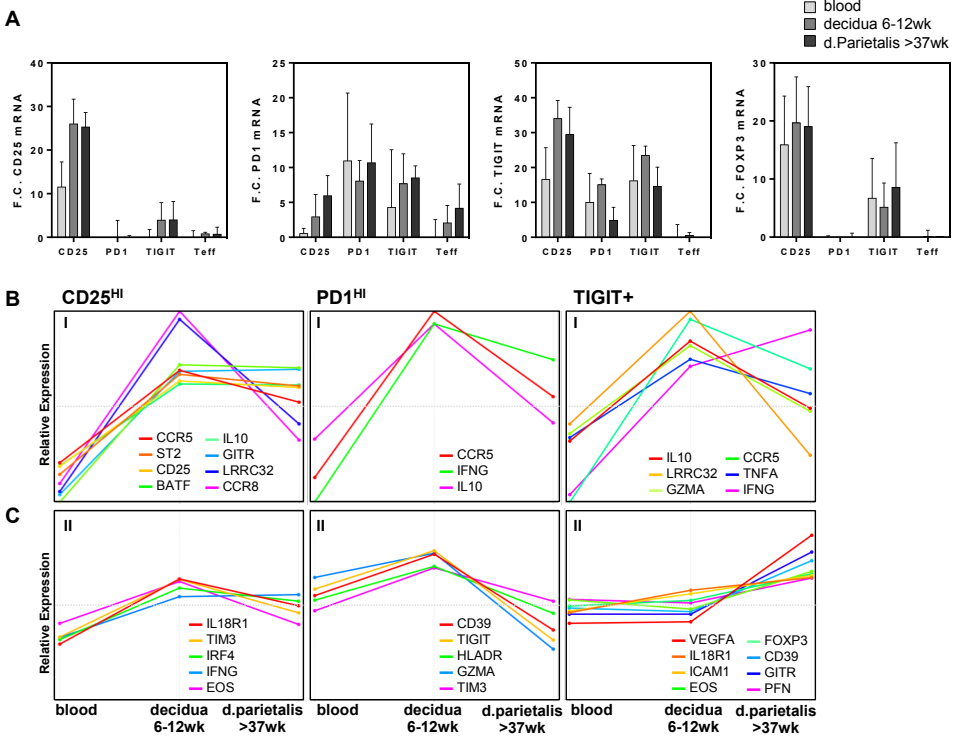 A
blood
decidua 6-12wk
d.Parietalis >37wk
F.C. CD25 mRNA
40
30
20
10
0
CD25 PD1 TIGIT Teff
F.C. PD1 mRNA
25
20
15
10
5
0
CD25 PD1 TIGIT Teff
F.C. TIGIT mRNA
50
40
30
20
10
0
CD25 PD1 TIGIT Teff
F.C. FOXP3 mRNA
30
20
10
0
CD25 PD1 TIGIT Teff
B
CD25HI
PD1HI
TIGIT+
Relative Expression
I
CCR5
ST2
CD25
BATF
IL10
GITR
LRRC32
CCR8
I
CCR5
IFNG
IL10
I
IL10
LRRC32
GZMA
CCR5
TNFA
IFNG
C
Relative Expression
II
IL18R1
TIM3
IRF4
IFNG
EOS
II
CD39
TIGIT
HLADR
GZMA
TIM3
II
VEGFA
IL18R1
ICAM1
EOS
FOXP3
CD39
GITR
PFN
blood decidua d.parietalis
6-12wk >37wk
blood decidua d.parietalis
6-12wk >37wk
blood decidua d.parietalis
6-12wk >37wk